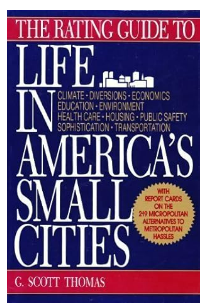 THE RATING GUIDE TO
LIFE
IN
AMERICA'S
SMALL
CITIES
CLIMATE · DIVERSIONS · ECONOMICS
EDUCATION · ENVIRONMENT
HEALTH CARE · HOUSING · PUBLIC SAFETY
SOPHISTICATION · TRANSPORTATION
WITH
REPORT CARDS
ON THE
219 MICROPOLITAN
ALTERNATIVES TO
METROPOLITAN
HASSLES
G. SCOTT THOMAS